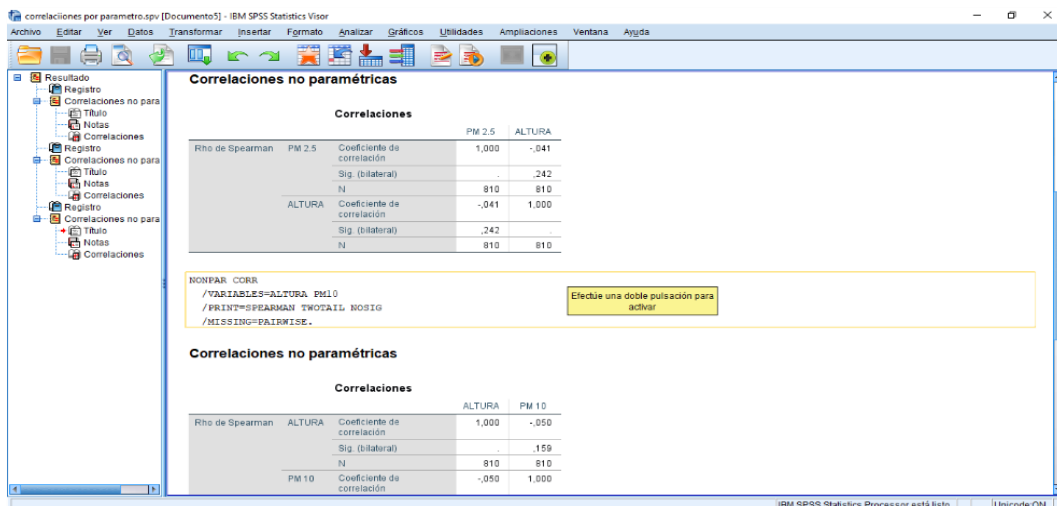 correlaciiones por parametro.spv [Documento5] - IBM SPSS Statistics Visor
Archivo Editar Ver Datos Transformar Insertar Formato Analizar Gráficos Utilidades Ampliaciones Ventana Ayuda
Resultado
Registro
Correlaciones no para
Título
Notas
Correlaciones
Registro
Correlaciones no para
Título
Notas
Correlaciones
Registro
Correlaciones no para
Título
Notas
Correlaciones
Correlaciones no paramétricas
Correlaciones
PM 2.5 ALTURA
Rho de Spearman PM 2.5 Coeficiente de correlación 1,000 -,041
Sig. (bilateral) . ,242
N 810 810
ALTURA Coeficiente de correlación -,041 1,000
Sig. (bilateral) ,242 .
N 810 810
NONPAR CORR
/VARIABLES=ALTURA PM10
/PRINT=SPEARMAN TWOTAIL NOSIG
/MISSING=PAIRWISE.
Efectúe una doble pulsación para
activar
Correlaciones no paramétricas
Correlaciones
ALTURA PM 10
Rho de Spearman ALTURA Coeficiente de correlación 1,000 -,050
Sig. (bilateral) . ,159
N 810 810
PM 10 Coeficiente de correlación -,050 1,000
IBM SPSS Statistics Processor está listo Unicode:ON